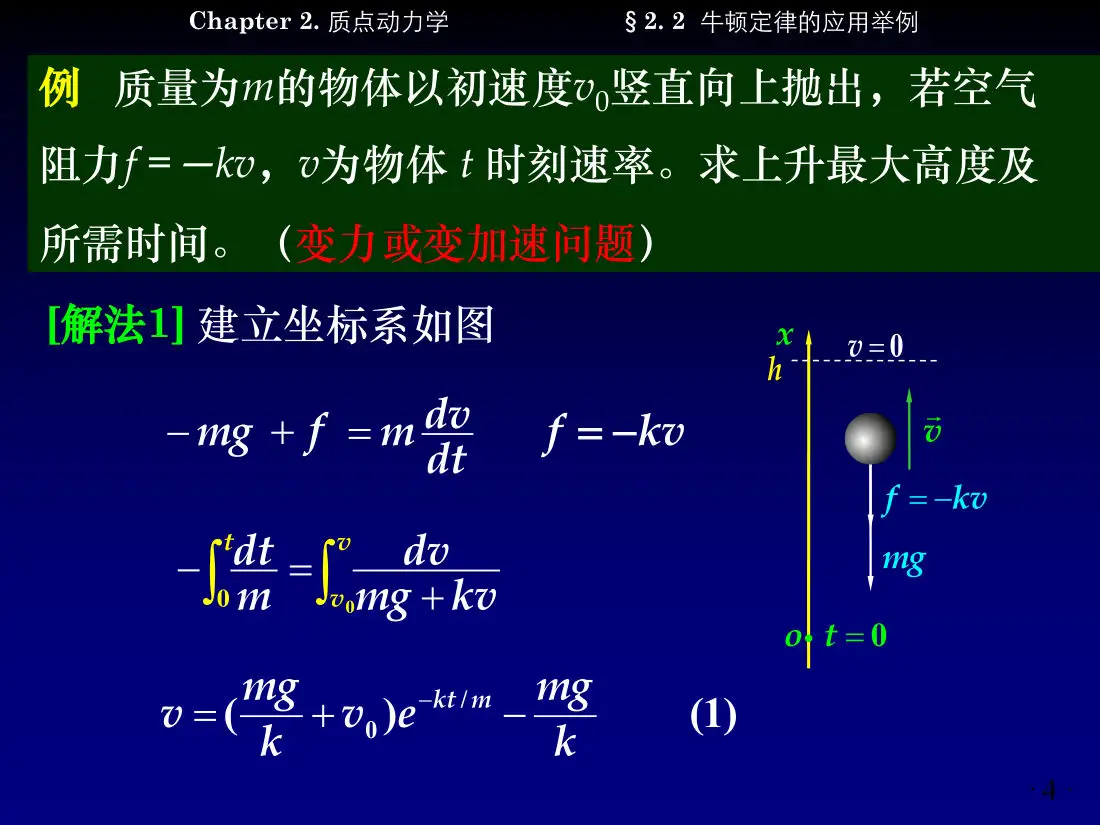 Chapter 2. 质点动力学 §2. 2 牛顿定律的应用举例
例 质量为m的物体以初速度v₀竖直向上抛出，若空气
阻力f = －kv，v为物体 t 时刻速率。求上升最大高度及
所需时间。（变力或变加速问题）
[解法1] 建立坐标系如图
−mg + f = m dv/dt f = −kv
−∫₀ᵗ dt/m = ∫ᵥ₀ᵛ dv/(mg + kv)
v = (mg/k + v₀)e^(−kt/m) − mg/k (1)
x
h
v = 0
v⃗
f = −kv
mg
o t = 0
4